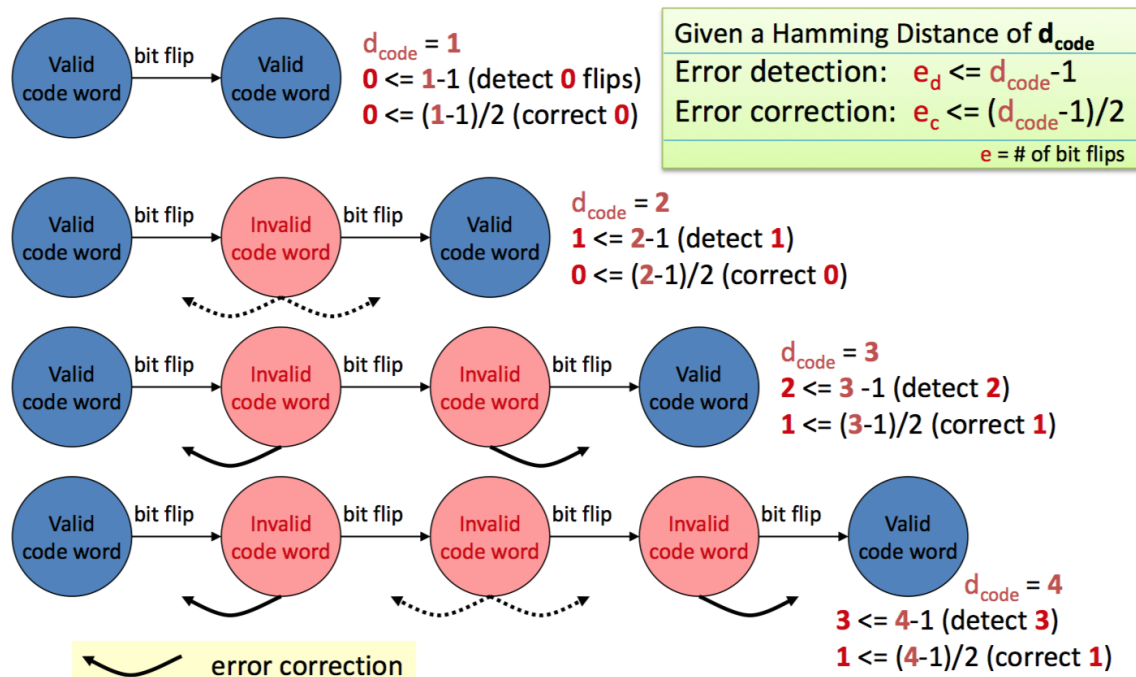 Valid
code word
bit flip
Valid
code word
d_code = 1
0 <= 1-1 (detect 0 flips)
0 <= (1-1)/2 (correct 0)
Given a Hamming Distance of d_code
Error detection: e_d <= d_code-1
Error correction: e_c <= (d_code-1)/2
e = # of bit flips
Valid
code word
bit flip
Invalid
code word
bit flip
Valid
code word
d_code = 2
1 <= 2-1 (detect 1)
0 <= (2-1)/2 (correct 0)
Valid
code word
bit flip
Invalid
code word
bit flip
Invalid
code word
bit flip
Valid
code word
d_code = 3
2 <= 3 -1 (detect 2)
1 <= (3-1)/2 (correct 1)
Valid
code word
bit flip
Invalid
code word
bit flip
Invalid
code word
bit flip
Invalid
code word
bit flip
Valid
code word
d_code = 4
3 <= 4-1 (detect 3)
1 <= (4-1)/2 (correct 1)
error correction